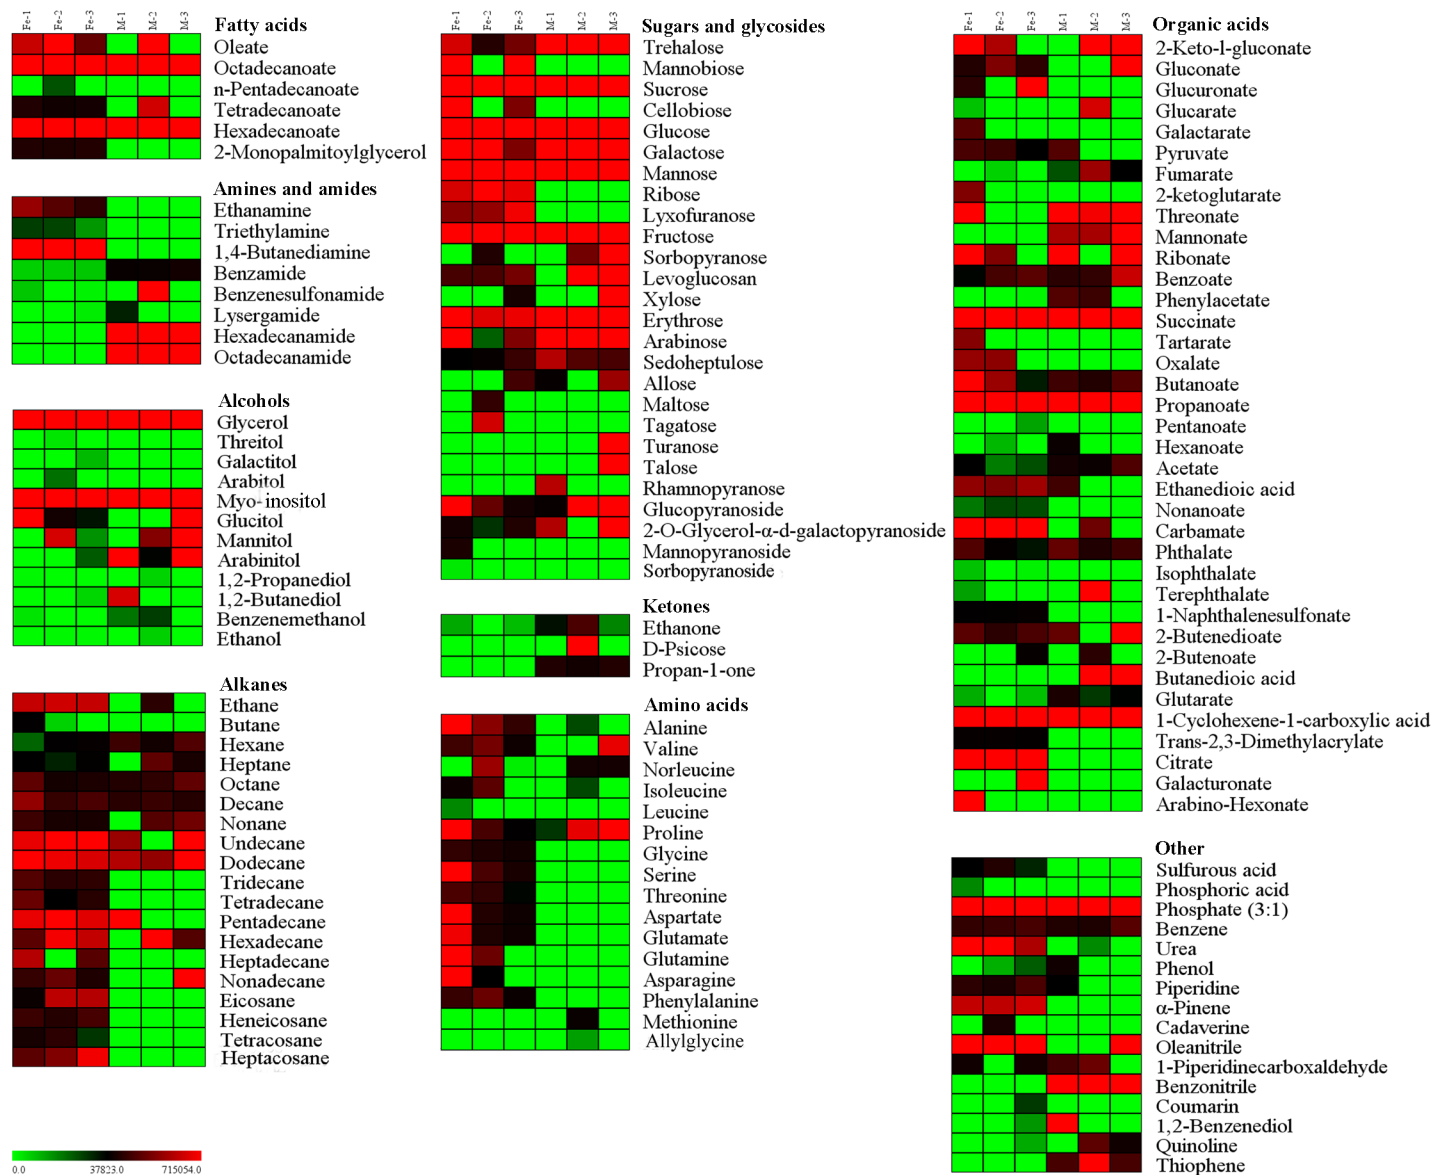 Fe-1 Fe-2 Fe-3 M-1 M-2 M-3
Fatty acids
Oleate
Octadecanoate
n-Pentadecanoate
Tetradecanoate
Hexadecanoate
2-Monopalmitoylglycerol
Amines and amides
Ethanamine
Triethylamine
1,4-Butanediamine
Benzamide
Benzenesulfonamide
Lysergamide
Hexadecanamide
Octadecanamide
Alcohols
Glycerol
Threitol
Galactitol
Arabitol
Myo-inositol
Glucitol
Mannitol
Arabinitol
1,2-Propanediol
1,2-Butanediol
Benzenemethanol
Ethanol
Alkanes
Ethane
Butane
Hexane
Heptane
Octane
Decane
Nonane
Undecane
Dodecane
Tridecane
Tetradecane
Pentadecane
Hexadecane
Heptadecane
Nonadecane
Eicosane
Heneicosane
Tetracosane
Heptacosane
0.0 37823.0 715054.0
Fe-1 Fe-2 Fe-3 M-1 M-2 M-3
Sugars and glycosides
Trehalose
Mannobiose
Sucrose
Cellobiose
Glucose
Galactose
Mannose
Ribose
Lyxofuranose
Fructose
Sorbopyranose
Levoglucosan
Xylose
Erythrose
Arabinose
Sedoheptulose
Allose
Maltose
Tagatose
Turanose
Talose
Rhamnopyranose
Glucopyranoside
2-O-Glycerol-α-d-galactopyranoside
Mannopyranoside
Sorbopyranoside
Ketones
Ethanone
D-Psicose
Propan-1-one
Amino acids
Alanine
Valine
Norleucine
Isoleucine
Leucine
Proline
Glycine
Serine
Threonine
Aspartate
Glutamate
Glutamine
Asparagine
Phenylalanine
Methionine
Allylglycine
Fe-1 Fe-2 Fe-3 M-1 M-2 M-3
Organic acids
2-Keto-l-gluconate
Gluconate
Glucuronate
Glucarate
Galactarate
Pyruvate
Fumarate
2-ketoglutarate
Threonate
Mannonate
Ribonate
Benzoate
Phenylacetate
Succinate
Tartarate
Oxalate
Butanoate
Propanoate
Pentanoate
Hexanoate
Acetate
Ethanedioic acid
Nonanoate
Carbamate
Phthalate
Isophthalate
Terephthalate
1-Naphthalenesulfonate
2-Butenedioate
2-Butenoate
Butanedioic acid
Glutarate
1-Cyclohexene-1-carboxylic acid
Trans-2,3-Dimethylacrylate
Citrate
Galacturonate
Arabino-Hexonate
Other
Sulfurous acid
Phosphoric acid
Phosphate (3:1)
Benzene
Urea
Phenol
Piperidine
α-Pinene
Cadaverine
Oleanitrile
1-Piperidinecarboxaldehyde
Benzonitrile
Coumarin
1,2-Benzenediol
Quinoline
Thiophene